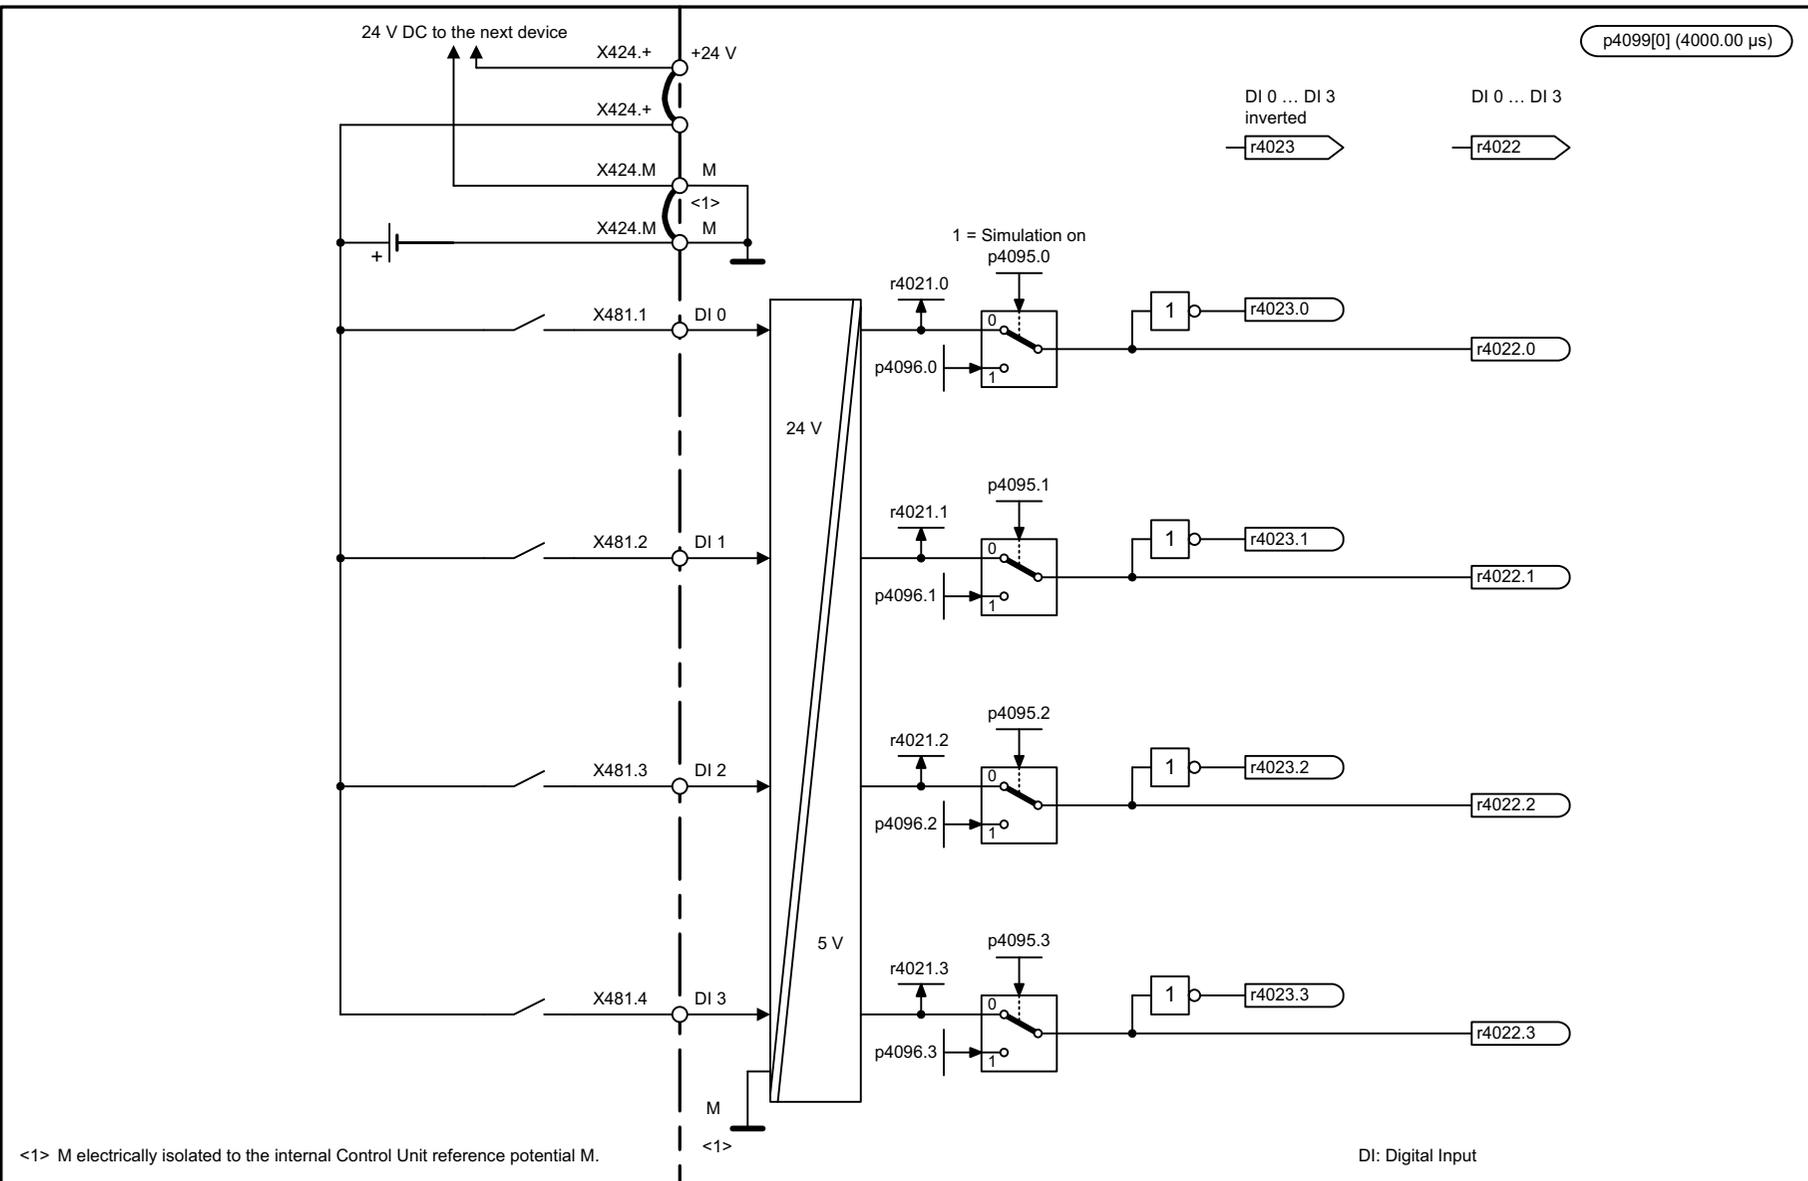 24 V DC to the next device
X424.+
+24 V
p4099[0] (4000.00 µs)
X424.+
DI 0 … DI 3
inverted
r4023
DI 0 … DI 3
r4022
X424.M
M
<1>
X424.M
M
+
1 = Simulation on
p4095.0
r4021.0
X481.1
DI 0
0
1
p4096.0
1
r4023.0
r4022.0
24 V
p4095.1
r4021.1
X481.2
DI 1
0
1
p4096.1
1
r4023.1
r4022.1
p4095.2
r4021.2
X481.3
DI 2
0
1
p4096.2
1
r4023.2
r4022.2
5 V
p4095.3
r4021.3
X481.4
DI 3
0
1
p4096.3
1
r4023.3
r4022.3
M
<1>
<1> M electrically isolated to the internal Control Unit reference potential M.
DI: Digital Input